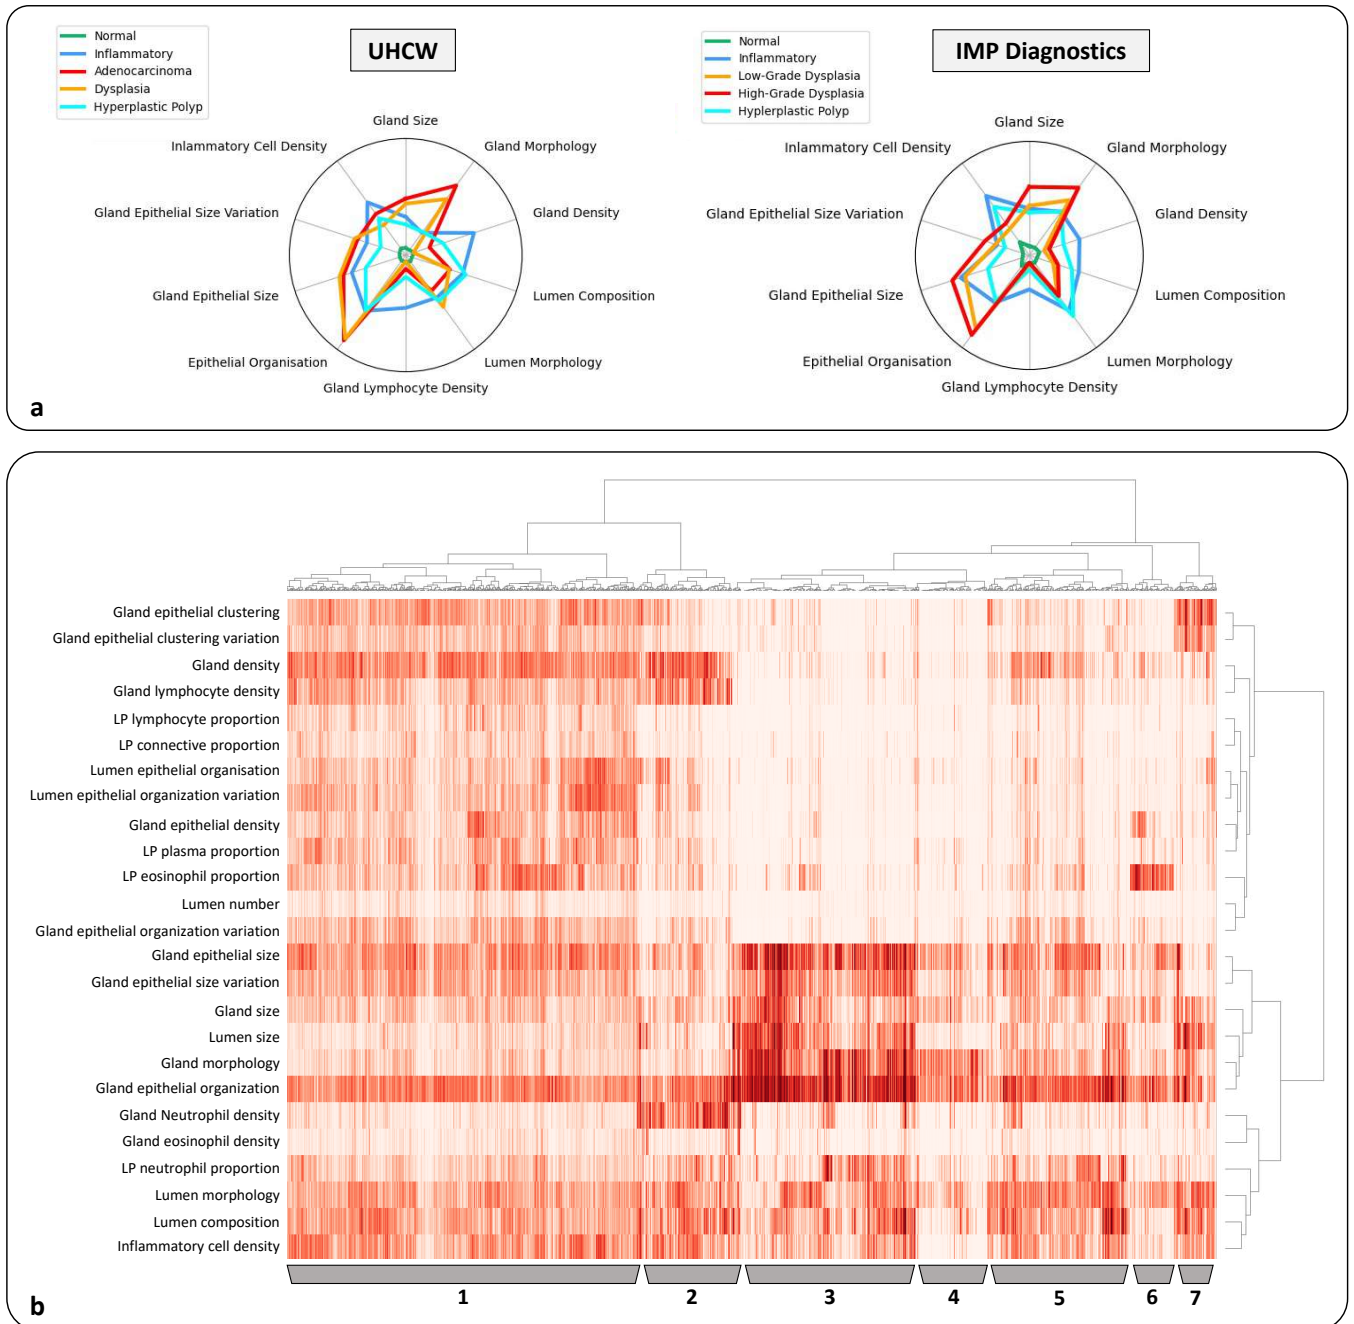 Normal
Inflammatory
Adenocarcinoma
Dysplasia
Hyperplastic Polyp
UHCW
Gland Size
Gland Morphology
Gland Density
Lumen Composition
Lumen Morphology
Gland Lymphocyte Density
Epithelial Organisation
Gland Epithelial Size
Gland Epithelial Size Variation
Inlammatory Cell Density
Normal
Inflammatory
Low-Grade Dysplasia
High-Grade Dysplasia
Hyplerplastic Polyp
IMP Diagnostics
Gland Size
Gland Morphology
Gland Density
Lumen Composition
Lumen Morphology
Gland Lymphocyte Density
Epithelial Organisation
Gland Epithelial Size
Gland Epithelial Size Variation
Inlammatory Cell Density
a
Gland epithelial clustering
Gland epithelial clustering variation
Gland density
Gland lymphocyte density
LP lymphocyte proportion
LP connective proportion
Lumen epithelial organisation
Lumen epithelial organization variation
Gland epithelial density
LP plasma proportion
LP eosinophil proportion
Lumen number
Gland epithelial organization variation
Gland epithelial size
Gland epithelial size variation
Gland size
Lumen size
Gland morphology
Gland epithelial organization
Gland Neutrophil density
Gland eosinophil density
LP neutrophil proportion
Lumen morphology
Lumen composition
Inflammatory cell density
1 2 3 4 5 6 7
b